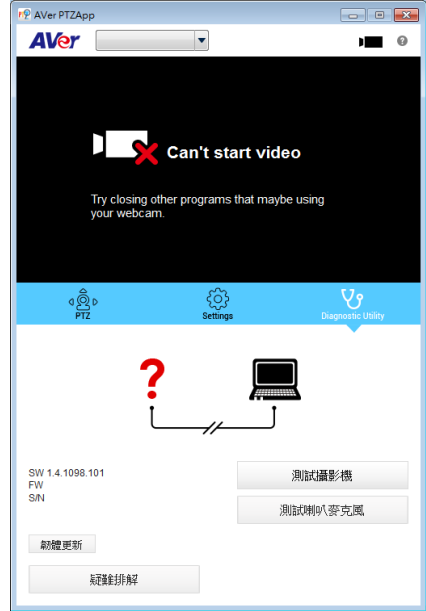 AVer PTZApp
AVer
Can't start video
Try closing other programs that maybe using
your webcam.
PTZ
Settings
Diagnostic Utility
?
SW 1.4.1098.101
FW
S/N
測試攝影機
測試喇叭麥克風
韌體更新
疑難排解